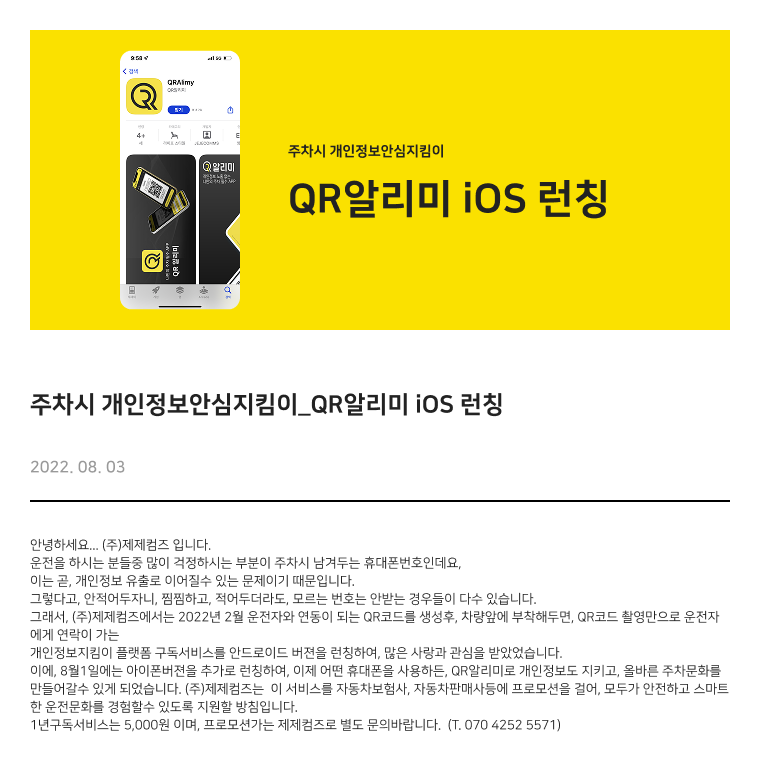 9:58
5G
검색
QRAlimy
QR알리미
열기
4+
JEJECOMMS
QR알리미
QR 알리미
주차시 개인정보안심지킴이
QR알리미 iOS 런칭
주차시 개인정보안심지킴이_QR알리미 iOS 런칭
2022. 08. 03
안녕하세요... (주)제제컴즈 입니다.
운전을 하시는 분들중 많이 걱정하시는 부분이 주차시 남겨두는 휴대폰번호인데요,
이는 곧, 개인정보 유출로 이어질수 있는 문제이기 때문입니다.
그렇다고, 안적어두자니, 찜찜하고, 적어두더라도, 모르는 번호는 안받는 경우들이 다수 있습니다.
그래서, (주)제제컴즈에서는 2022년 2월 운전자와 연동이 되는 QR코드를 생성후, 차량앞에 부착해두면, QR코드 촬영만으로 운전자
에게 연락이 가는
개인정보지킴이 플랫폼 구독서비스를 안드로이드 버젼을 런칭하여, 많은 사랑과 관심을 받았었습니다.
이에, 8월1일에는 아이폰버젼을 추가로 런칭하여, 이제 어떤 휴대폰을 사용하든, QR알리미로 개인정보도 지키고, 올바른 주차문화를
만들어갈수 있게 되었습니다. (주)제제컴즈는  이 서비스를 자동차보험사, 자동차판매사등에 프로모션을 걸어, 모두가 안전하고 스마트
한 운전문화를 경험할수 있도록 지원할 방침입니다.
1년구독서비스는 5,000원 이며, 프로모션가는 제제컴즈로 별도 문의바랍니다.  (T. 070 4252 5571)